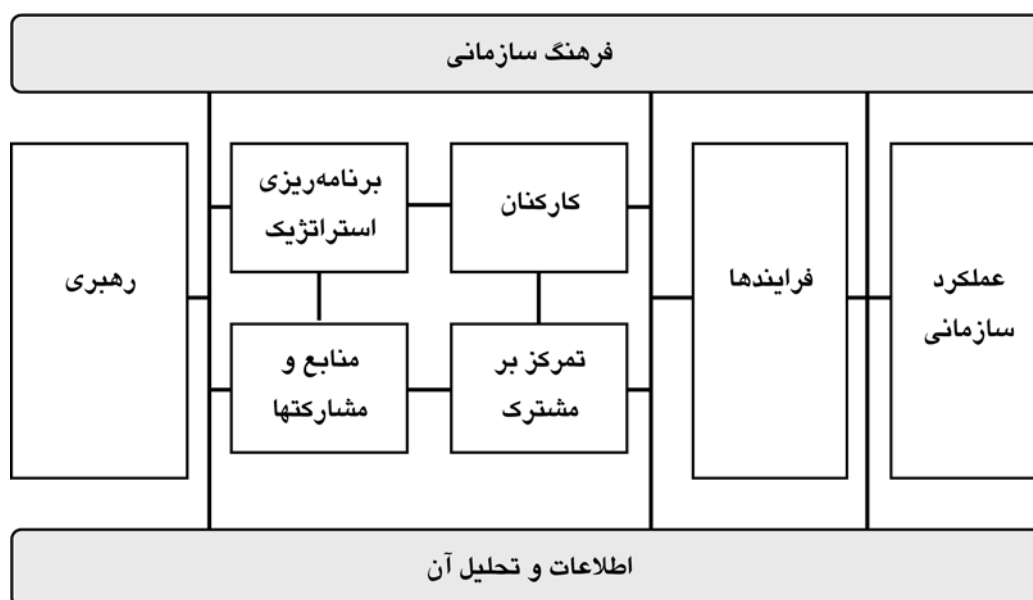 فرهنگ سازمانی
رهبری
برنامه‌ریزی
استراتژیک
کارکنان
منابع و
مشارکتها
تمرکز بر
مشترک
فرایندها
عملکرد
سازمانی
اطلاعات و تحلیل آن